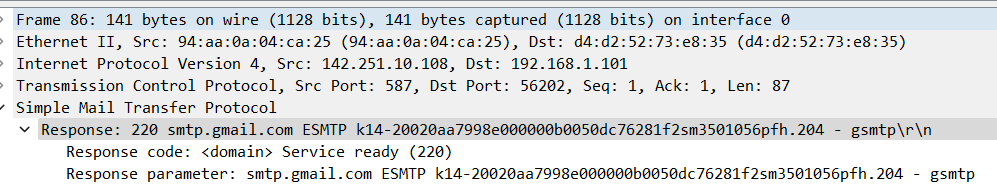 Frame 86: 141 bytes on wire (1128 bits), 141 bytes captured (1128 bits) on interface 0
Ethernet II, Src: 94:aa:0a:04:ca:25 (94:aa:0a:04:ca:25), Dst: d4:d2:52:73:e8:35 (d4:d2:52:73:e8:35)
Internet Protocol Version 4, Src: 142.251.10.108, Dst: 192.168.1.101
Transmission Control Protocol, Src Port: 587, Dst Port: 56202, Seq: 1, Ack: 1, Len: 87
Simple Mail Transfer Protocol
Response: 220 smtp.gmail.com ESMTP k14-20020aa7998e000000b0050dc76281f2sm3501056pfh.204 - gsmtp\r\n
Response code: <domain> Service ready (220)
Response parameter: smtp.gmail.com ESMTP k14-20020aa7998e000000b0050dc76281f2sm3501056pfh.204 - gsmtp